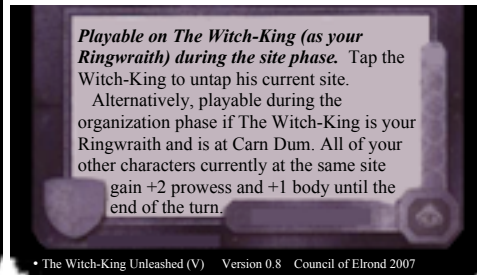 Playable on The Witch-King (as your
Ringwraith) during the site phase. Tap the
Witch-King to untap his current site.
Alternatively, playable during the
organization phase if The Witch-King is your
Ringwraith and is at Carn Dum. All of your
other characters currently at the same site
gain +2 prowess and +1 body until the
end of the turn.
• The Witch-King Unleashed (V) Version 0.8 Council of Elrond 2007